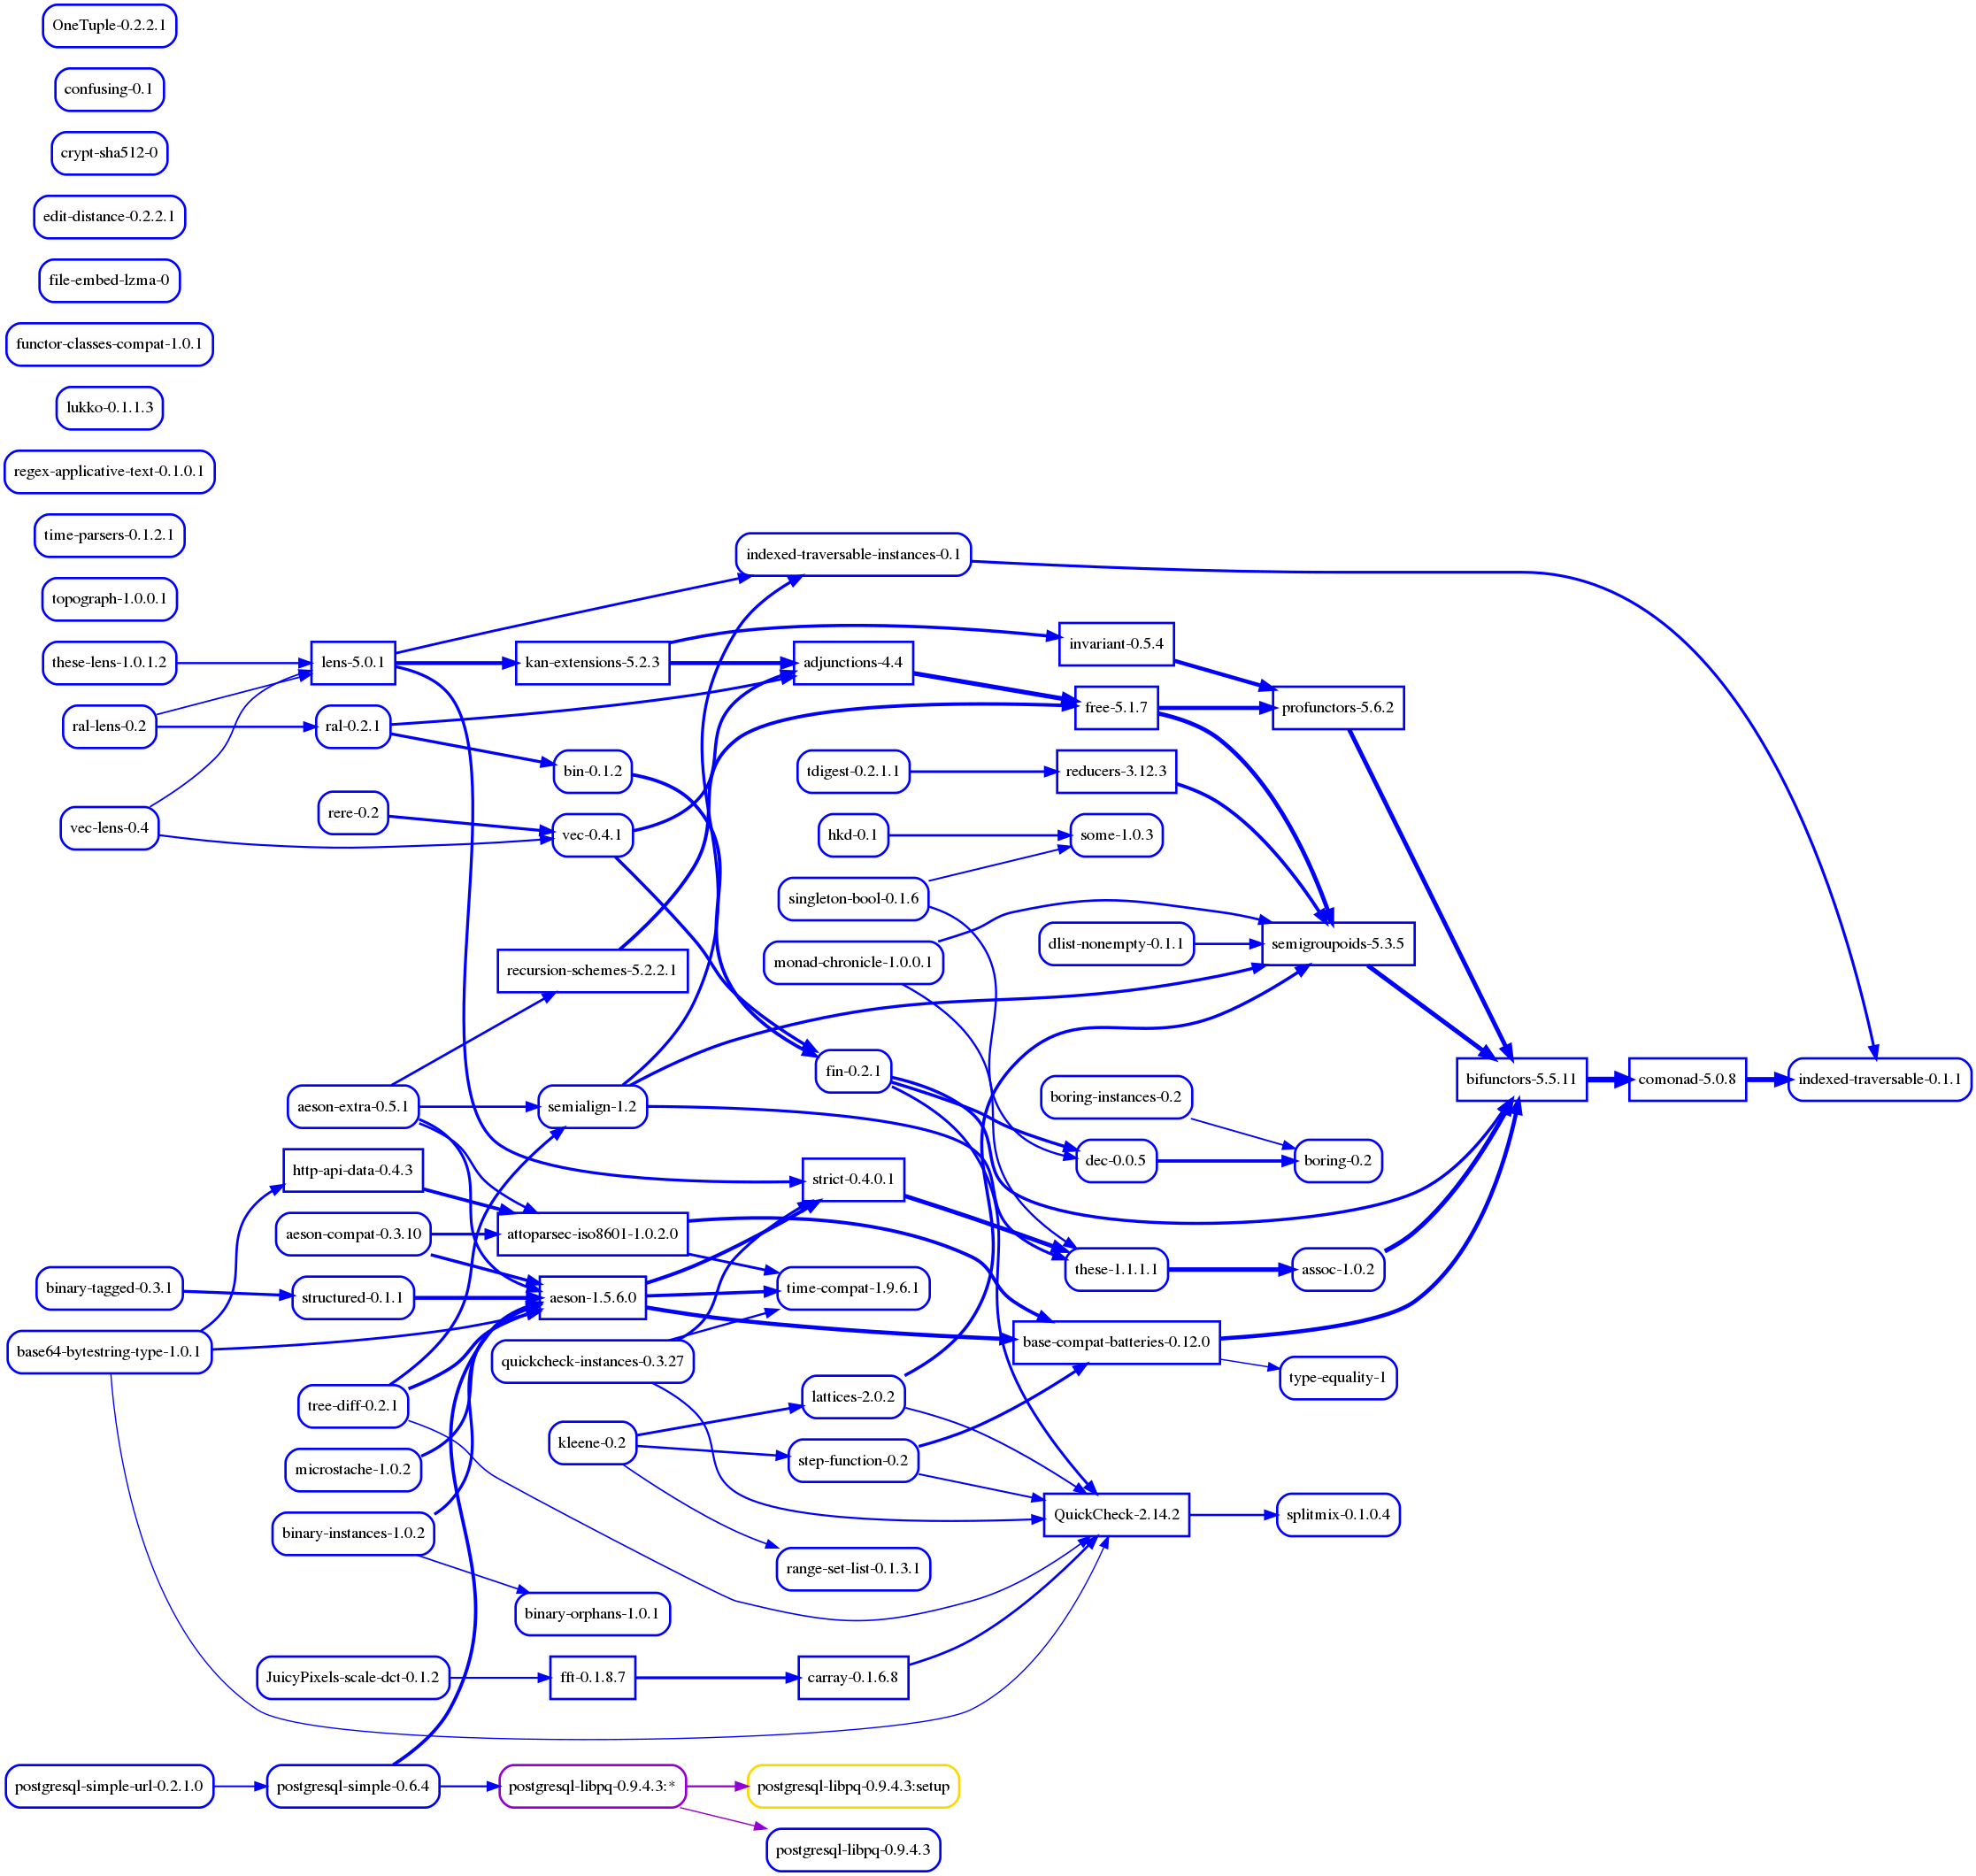 OneTuple-0.2.2.1
confusing-0.1
crypt-sha512-0
edit-distance-0.2.2.1
file-embed-lzma-0
functor-classes-compat-1.0.1
lukko-0.1.1.3
regex-applicative-text-0.1.0.1
time-parsers-0.1.2.1
indexed-traversable-instances-0.1
topograph-1.0.0.1
invariant-0.5.4
these-lens-1.0.1.2
lens-5.0.1
kan-extensions-5.2.3
adjunctions-4.4
free-5.1.7
profunctors-5.6.2
ral-lens-0.2
ral-0.2.1
bin-0.1.2
tdigest-0.2.1.1
reducers-3.12.3
rere-0.2
vec-lens-0.4
vec-0.4.1
hkd-0.1
some-1.0.3
singleton-bool-0.1.6
dlist-nonempty-0.1.1
semigroupoids-5.3.5
monad-chronicle-1.0.0.1
recursion-schemes-5.2.2.1
fin-0.2.1
bifunctors-5.5.11
comonad-5.0.8
indexed-traversable-0.1.1
boring-instances-0.2
aeson-extra-0.5.1
semialign-1.2
dec-0.0.5
boring-0.2
http-api-data-0.4.3
strict-0.4.0.1
aeson-compat-0.3.10
attoparsec-iso8601-1.0.2.0
these-1.1.1.1
assoc-1.0.2
binary-tagged-0.3.1
structured-0.1.1
aeson-1.5.6.0
time-compat-1.9.6.1
base-compat-batteries-0.12.0
base64-bytestring-type-1.0.1
quickcheck-instances-0.3.27
type-equality-1
tree-diff-0.2.1
lattices-2.0.2
kleene-0.2
step-function-0.2
microstache-1.0.2
QuickCheck-2.14.2
splitmix-0.1.0.4
binary-instances-1.0.2
range-set-list-0.1.3.1
binary-orphans-1.0.1
JuicyPixels-scale-dct-0.1.2
fft-0.1.8.7
carray-0.1.6.8
postgresql-simple-url-0.2.1.0
postgresql-simple-0.6.4
postgresql-libpq-0.9.4.3:*
postgresql-libpq-0.9.4.3:setup
postgresql-libpq-0.9.4.3